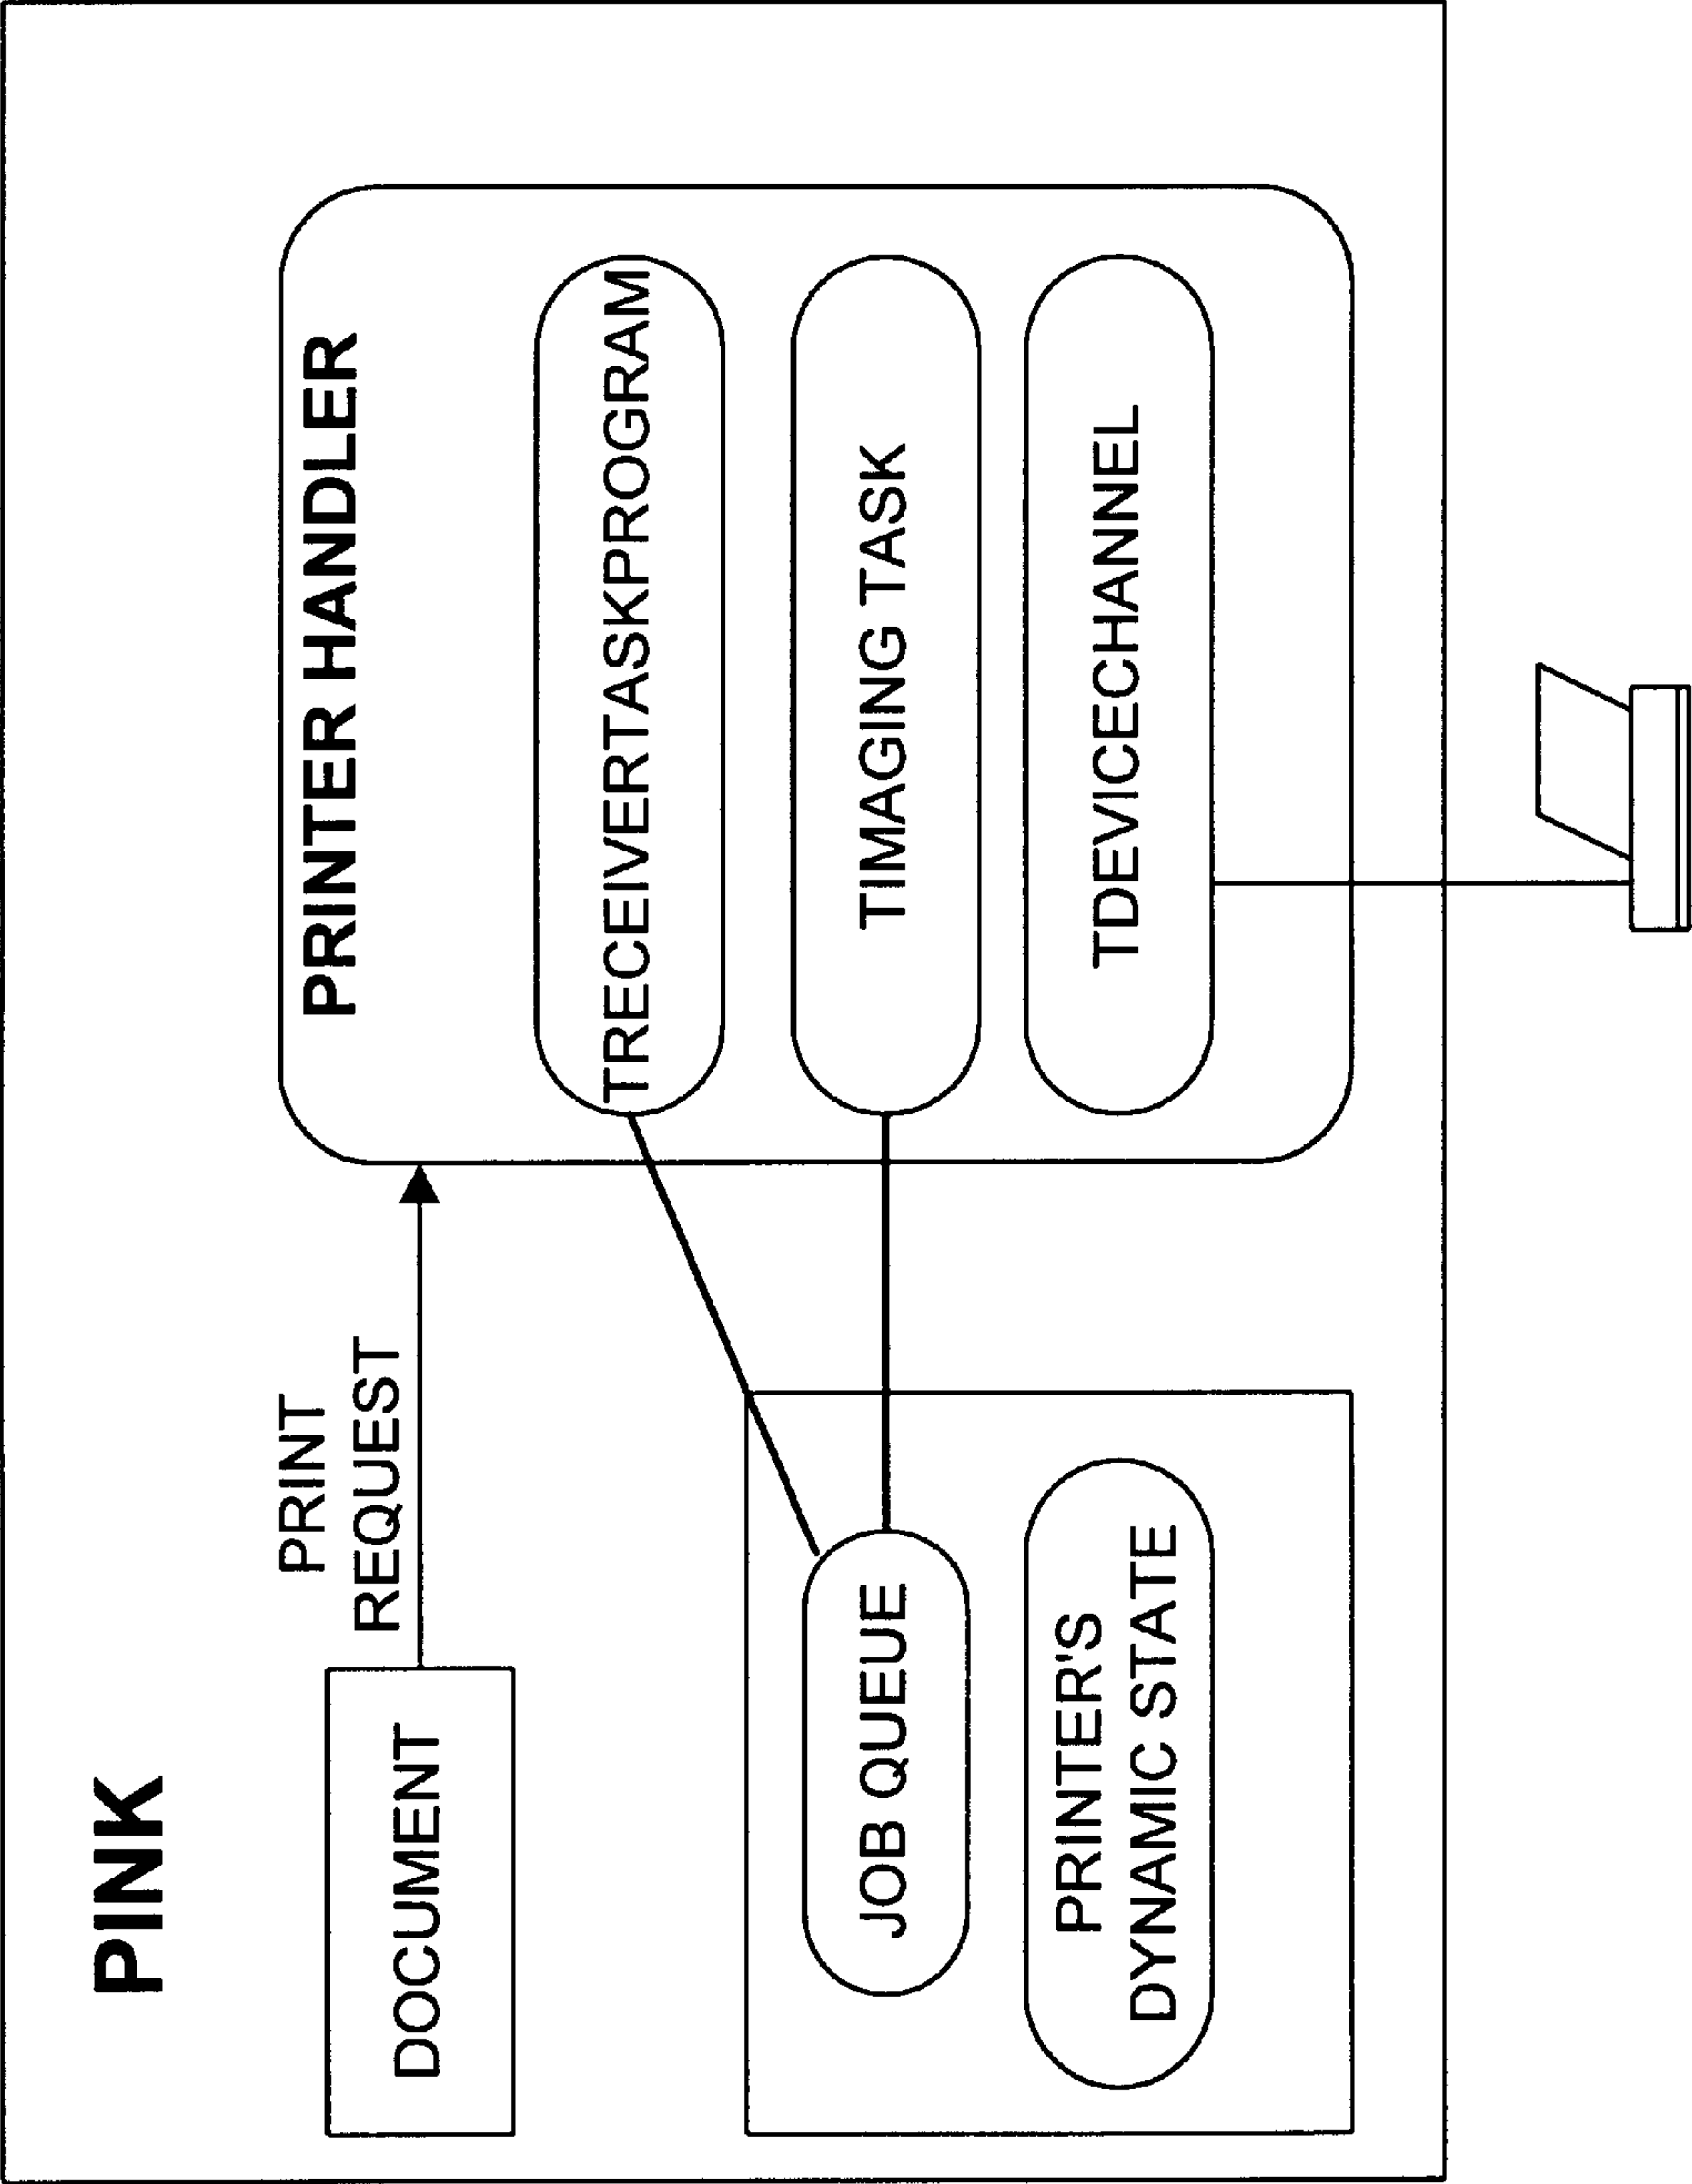 PINK
PRINT
REQUEST
DOCUMENT
PRINTER HANDLER
TRECEIVERTASKPROGRAM
JOB QUEUE
TIMAGING TASK
PRINTER'S
DYNAMIC STATE
TDEVICECHANNEL